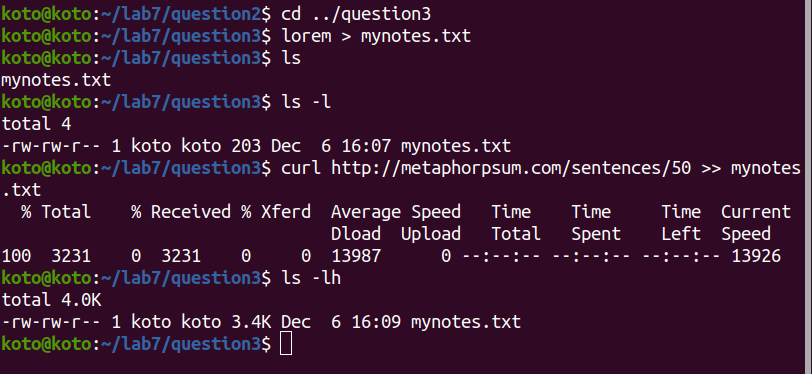 koto@koto:~/lab7/question2$ cd ../question3
koto@koto:~/lab7/question3$ lorem > mynotes.txt
koto@koto:~/lab7/question3$ ls
mynotes.txt
koto@koto:~/lab7/question3$ ls -l
total 4
-rw-rw-r-- 1 koto koto 203 Dec  6 16:07 mynotes.txt
koto@koto:~/lab7/question3$ curl http://metaphorpsum.com/sentences/50 >> mynotes
.txt
  % Total    % Received % Xferd  Average Speed   Time    Time     Time  Current
                                 Dload  Upload   Total   Spent    Left  Speed
100  3231    0  3231    0     0  13987      0 --:--:-- --:--:-- --:--:-- 13926
koto@koto:~/lab7/question3$ ls -lh
total 4.0K
-rw-rw-r-- 1 koto koto 3.4K Dec  6 16:09 mynotes.txt
koto@koto:~/lab7/question3$